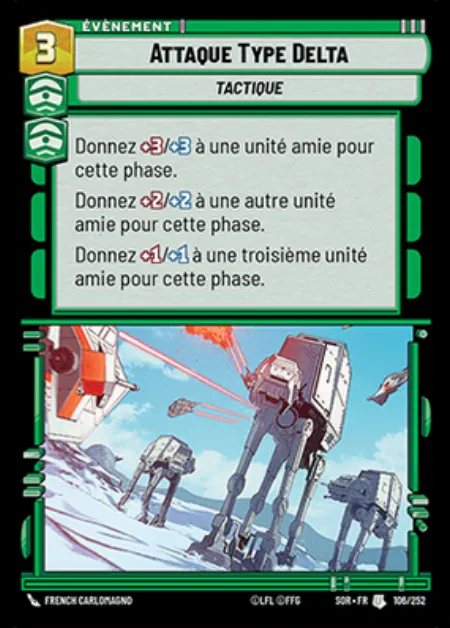 ÉVÈNEMENT
3
ATTAQUE TYPE DELTA
TACTIQUE
Donnez +3/+3 à une unité amie pour
cette phase.
Donnez +2/+2 à une autre unité
amie pour cette phase.
Donnez +1/+1 à une troisième unité
amie pour cette phase.
FRENCH CARLOMAGNO
©LFL ©FFG
SOR • FR
106/252